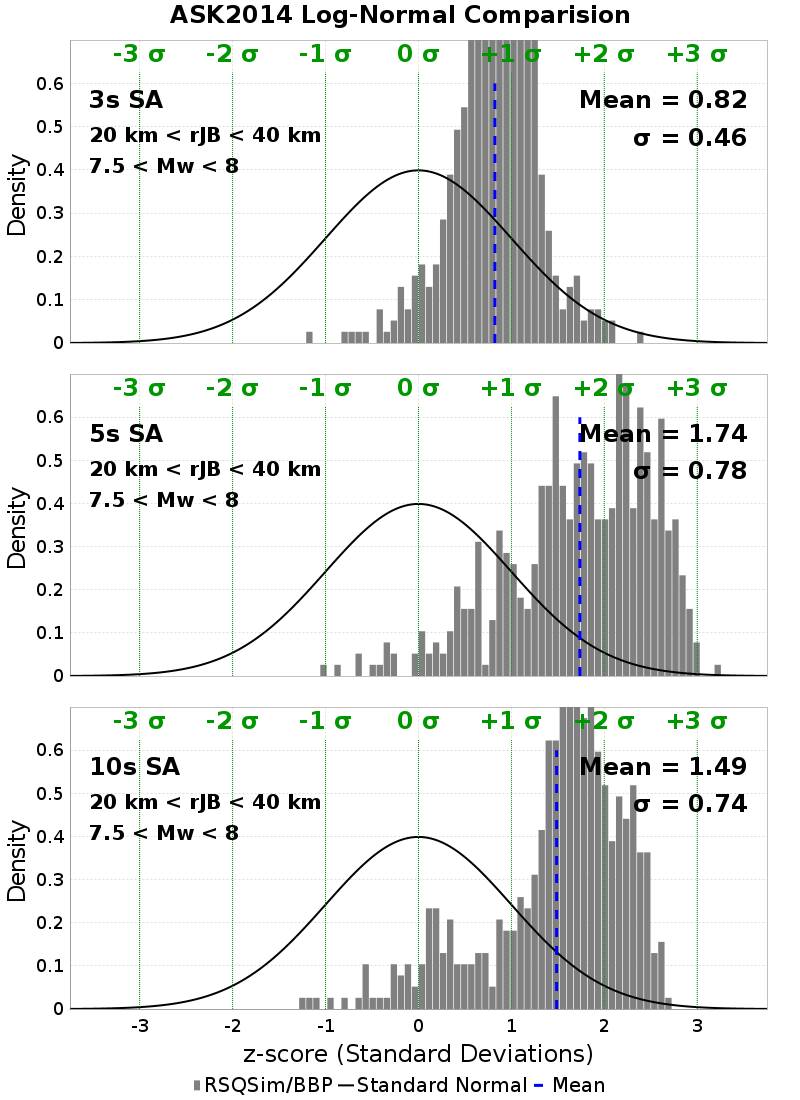 ASK2014 Log-Normal Comparision
-3 σ -2 σ -1 σ 0 σ +1 σ +2 σ +3 σ
3s SA
20 km < rJB < 40 km
7.5 < Mw < 8
Mean = 0.82
σ = 0.46
Density
0.6
0.5
0.4
0.3
0.2
0.1
0
-3 σ -2 σ -1 σ 0 σ +1 σ +2 σ +3 σ
5s SA
20 km < rJB < 40 km
7.5 < Mw < 8
Mean = 1.74
σ = 0.78
Density
0.6
0.5
0.4
0.3
0.2
0.1
0
-3 σ -2 σ -1 σ 0 σ +1 σ +2 σ +3 σ
10s SA
20 km < rJB < 40 km
7.5 < Mw < 8
Mean = 1.49
σ = 0.74
Density
0.6
0.5
0.4
0.3
0.2
0.1
0
-3 -2 -1 0 1 2 3
z-score (Standard Deviations)
RSQSim/BBP Standard Normal Mean